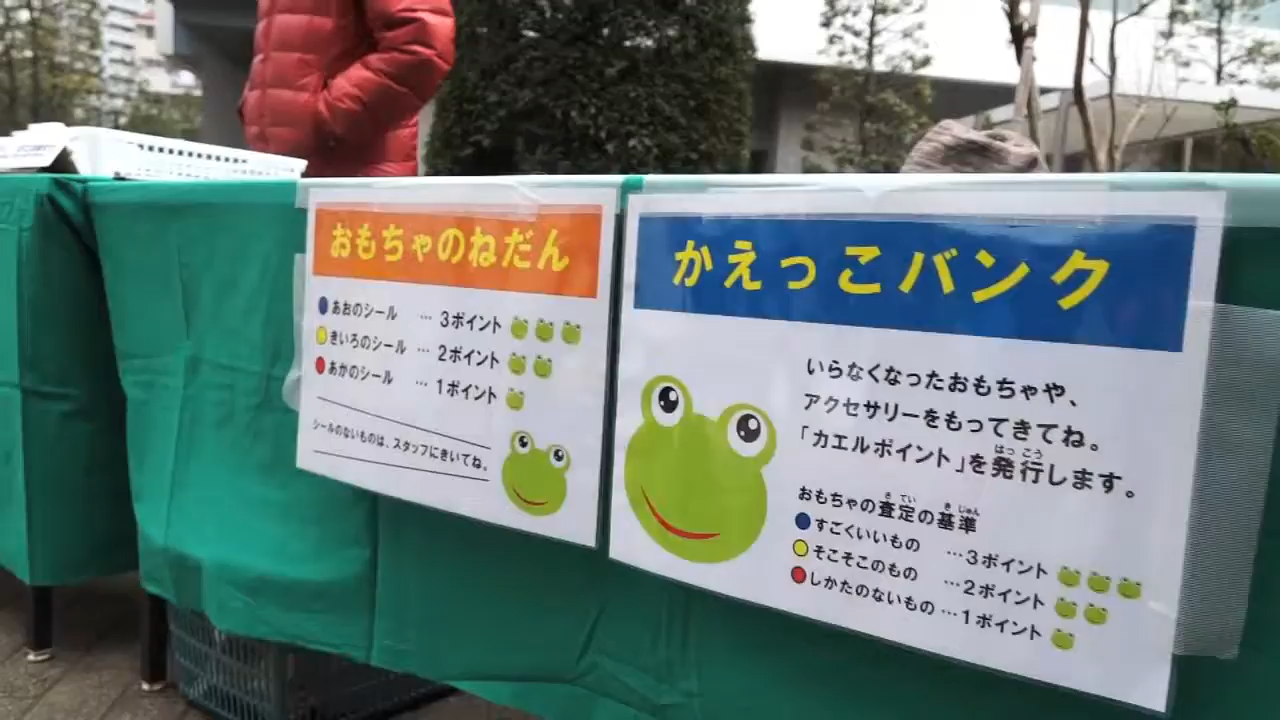 おもちゃのねだん
あおのシール … 3ポイント
きいろのシール … 2ポイント
あかのシール … 1ポイント
シールのないものは、スタッフにきいてね。
かえっこバンク
いらなくなったおもちゃや、
アクセサリーをもってきてね。
はっこう
「カエルポイント」を発行します。
さてい きじゅん
おもちゃの査定の基準
すごくいいもの …3ポイント
そこそこのもの …2ポイント
しかたのないもの …1ポイント